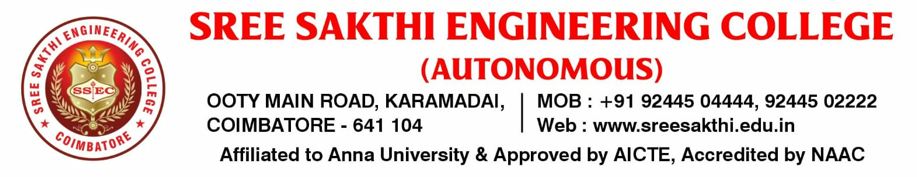 SREE SAKTHI ENGINEERING COLLEGE
COIMBATORE
SSEC
SREE SAKTHI ENGINEERING COLLEGE
(AUTONOMOUS)
OOTY MAIN ROAD, KARAMADAI,
COIMBATORE - 641 104
MOB : +91 92445 04444, 92445 02222
Web : www.sreesakthi.edu.in
Affiliated to Anna University & Approved by AICTE, Accredited by NAAC